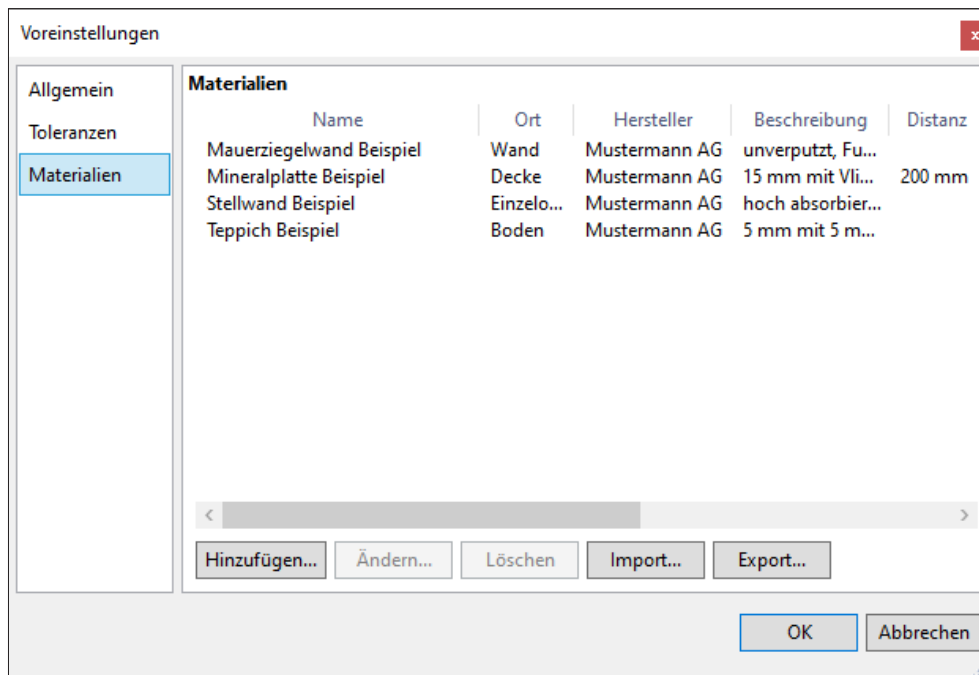 Voreinstellungen
x
Allgemein
Toleranzen
Materialien
Materialien
Name Ort Hersteller Beschreibung Distanz
Mauerziegelwand Beispiel Wand Mustermann AG unverputzt, Fu...
Mineralplatte Beispiel Decke Mustermann AG 15 mm mit Vli... 200 mm
Stellwand Beispiel Einzelo... Mustermann AG hoch absorbier...
Teppich Beispiel Boden Mustermann AG 5 mm mit 5 m...
Hinzufügen... Ändern... Löschen Import... Export...
OK Abbrechen